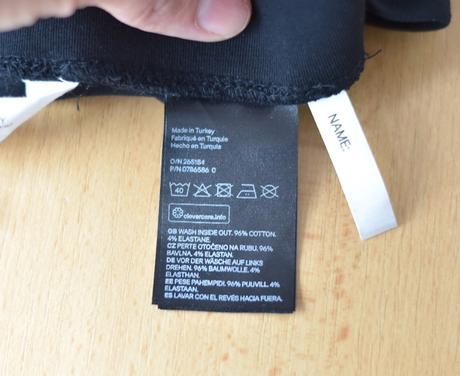 Made in Turkey
Fabriqué en Turquie
Hecho en Turquía
O/N 265184
P/N 0786586 0
40
clevercare.info
GB WASH INSIDE OUT. 96% COTTON.
4% ELASTANE.
CZ PERTE OTOČENO NA RUBU. 96%
BAVLNA, 4% ELASTAN.
DE VOR DER WÄSCHE AUF LINKS
DREHEN. 96% BAUMWOLLE. 4%
ELASTHAN.
EE PESE PAHEMPIDI. 96% PUUVILL. 4%
ELASTAAN.
ES LAVAR CON EL REVÉS HACIA FUERA.
NAME: